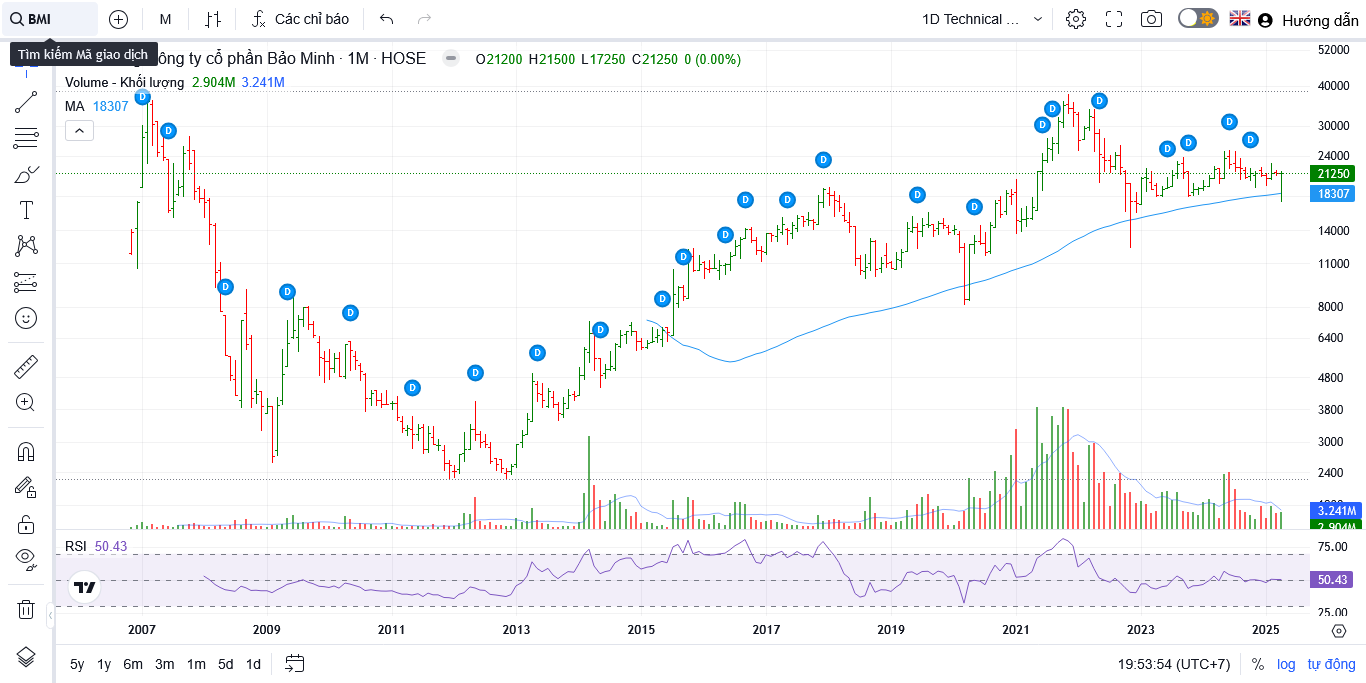 BMI
M
Các chỉ báo
1D Technical ...
Hướng dẫn
Tìm kiếm Mã giao dịch
ông ty cổ phần Bảo Minh · 1M · HOSE O21200 H21500 L17250 C21250 0 (0.00%)
Volume - Khối lượng 2.904M 3.241M
MA 18307
D D D D D D D D D D D D D D D D D D D D D D D
52000
40000
30000
24000
21250
18307
14000
11000
8000
6400
4800
3800
3000
2400
3.241M
2.904M
RSI 50.43
75.00
50.43
25.00
2007 2009 2011 2013 2015 2017 2019 2021 2023 2025
5y 1y 6m 3m 1m 5d 1d
19:53:54 (UTC+7) % log tự động